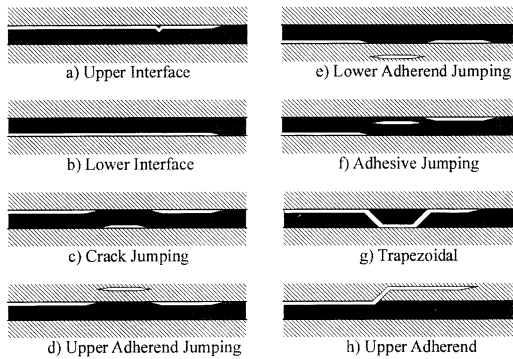 a) Upper Interface
b) Lower Interface
c) Crack Jumping
d) Upper Adherend Jumping
e) Lower Adherend Jumping
f) Adhesive Jumping
g) Trapezoidal
h) Upper Adherend